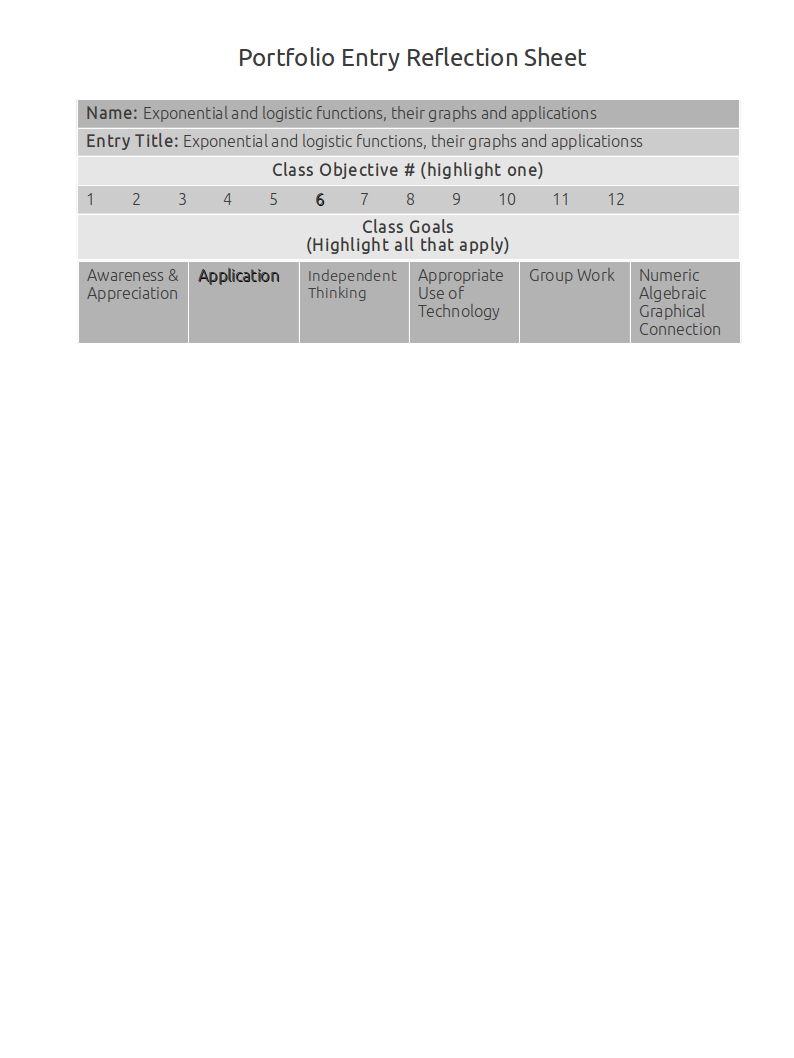 Portfolio Entry Reflection Sheet
Name: Exponential and logistic functions, their graphs and applications
Entry Title: Exponential and logistic functions, their graphs and applicationss
Class Objective # (highlight one)
1 2 3 4 5 6 7 8 9 10 11 12
Class Goals
(Highlight all that apply)
Awareness &
Appreciation
Application
Independent
Thinking
Appropriate
Use of
Technology
Group Work
Numeric
Algebraic
Graphical
Connection